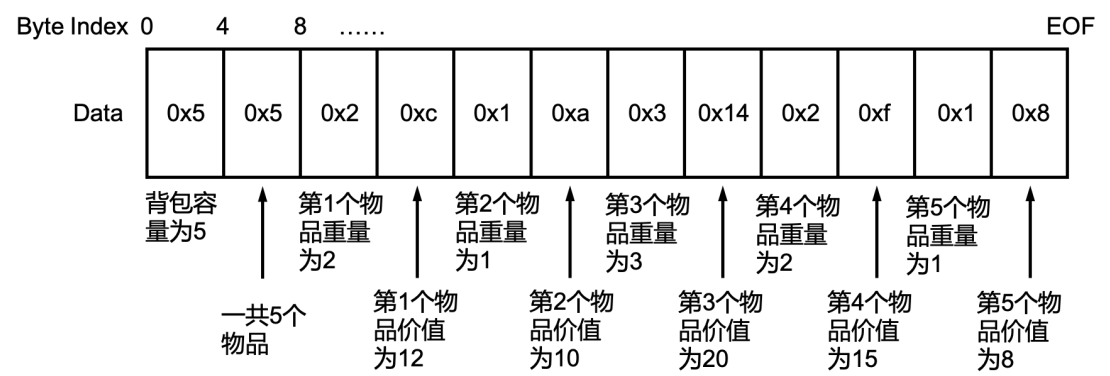 Byte Index 0 4 8 …… EOF
Data 0x5 0x5 0x2 0xc 0x1 0xa 0x3 0x14 0x2 0xf 0x1 0x8
背包容
量为5
第1个物
品重量
为2
第2个物
品重量
为1
第3个物
品重量
为3
第4个物
品重量
为2
第5个物
品重量
为1
一共5个
物品
第1个物
品价值
为12
第2个物
品价值
为10
第3个物
品价值
为20
第4个物
品价值
为15
第5个物
品价值
为8